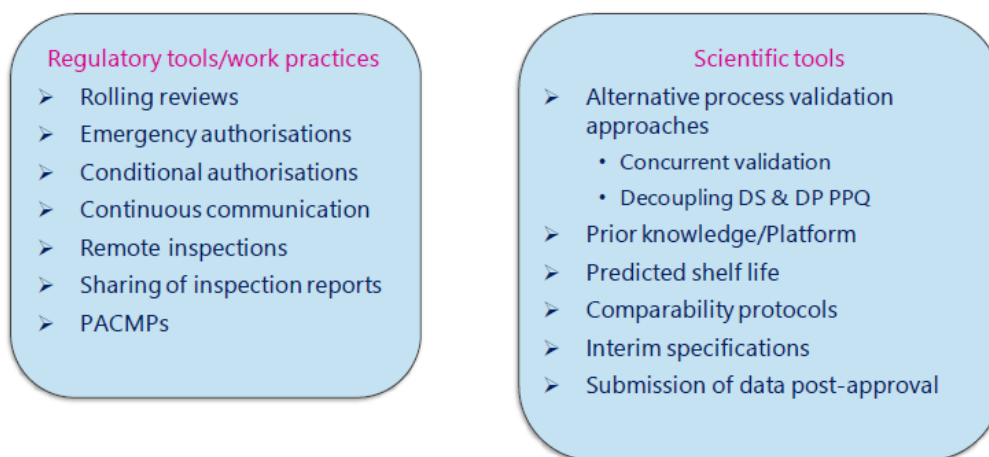 Regulatory tools/work practices
➢ Rolling reviews
➢ Emergency authorisations
➢ Conditional authorisations
➢ Continuous communication
➢ Remote inspections
➢ Sharing of inspection reports
➢ PACMPs
Scientific tools
➢ Alternative process validation
approaches
• Concurrent validation
• Decoupling DS & DP PPQ
➢ Prior knowledge/Platform
➢ Predicted shelf life
➢ Comparability protocols
➢ Interim specifications
➢ Submission of data post-approval